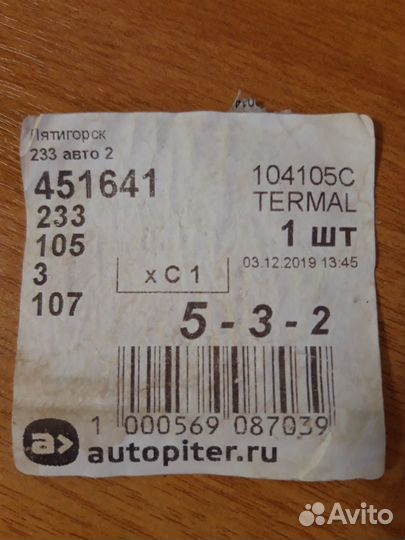 Пятигорск
233 авто 2
451641
233
105
3
107
104105C
TERMAL
1 шт
03.12.2019 13:45
x C 1
5 - 3 - 2
1 000569 087039
a> autopiter.ru
Avito